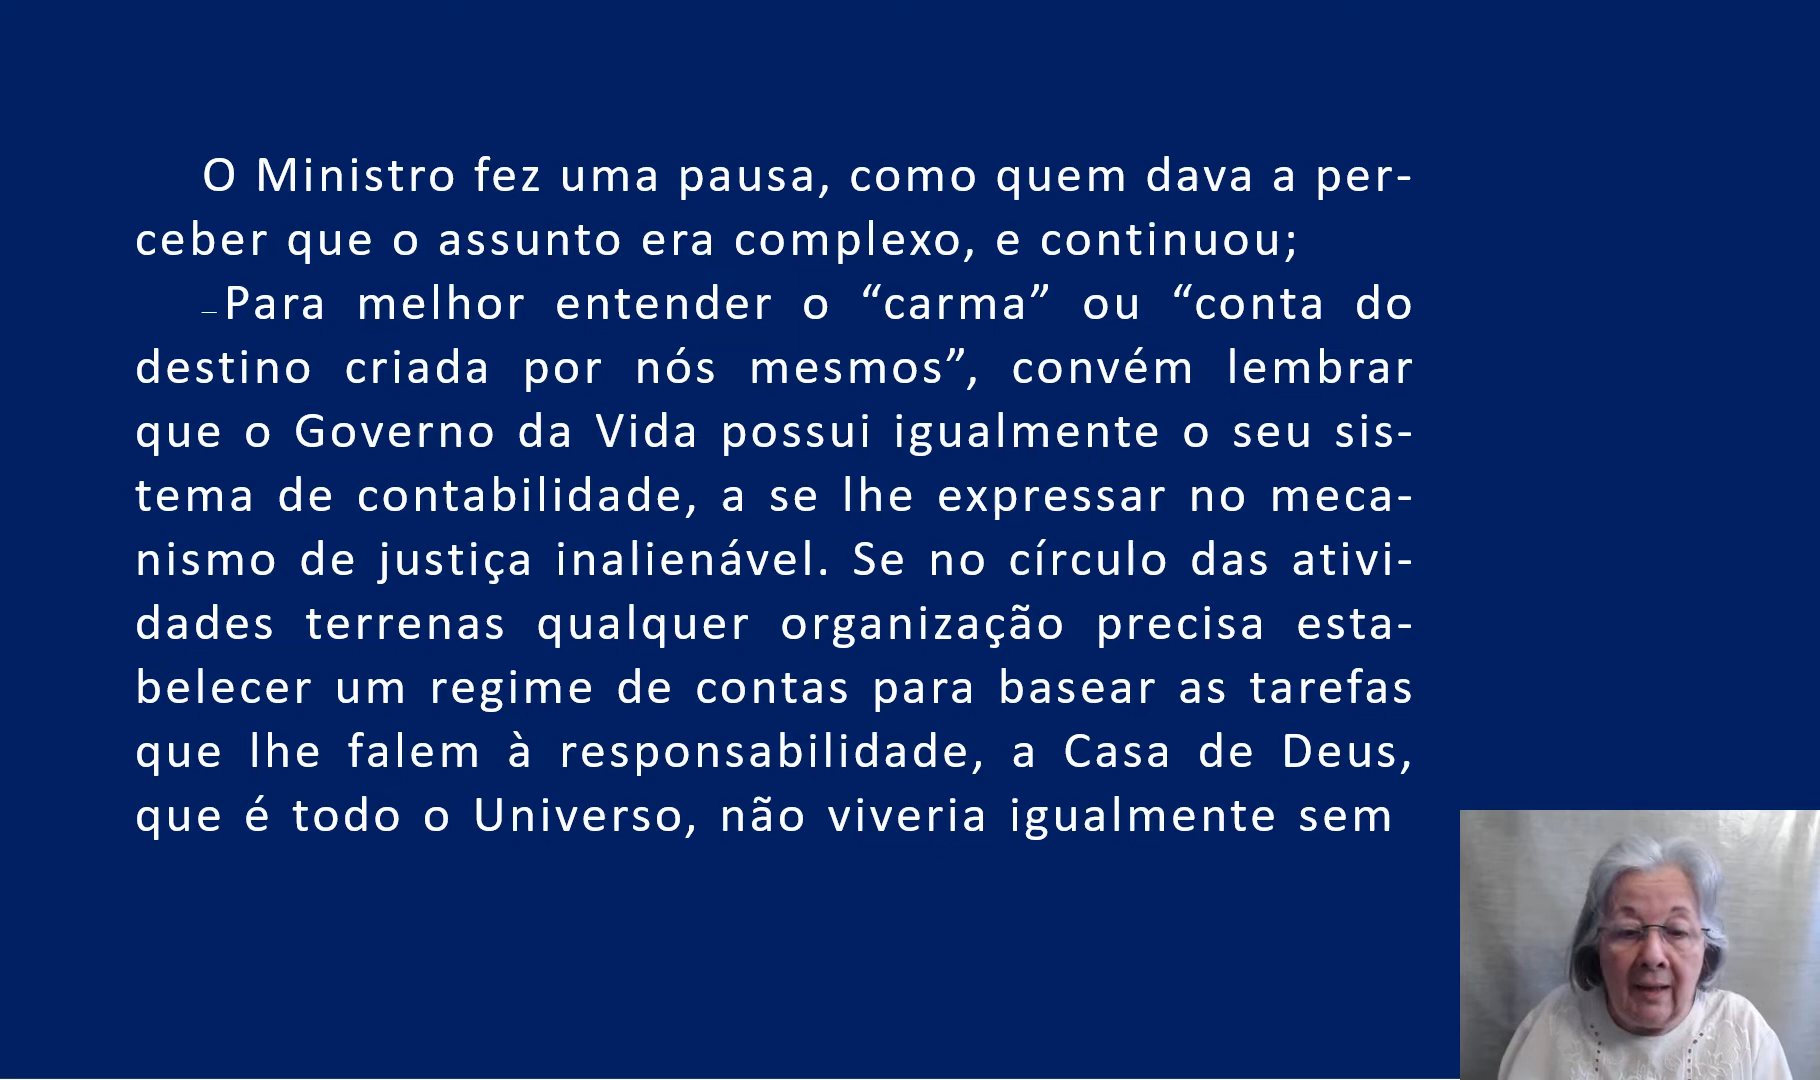 O Ministro fez uma pausa, como quem dava a per-
ceber que o assunto era complexo, e continuou;
–Para melhor entender o “carma” ou “conta do
destino criada por nós mesmos”, convém lembrar
que o Governo da Vida possui igualmente o seu sis-
tema de contabilidade, a se lhe expressar no meca-
nismo de justiça inalienável. Se no círculo das ativi-
dades terrenas qualquer organização precisa esta-
belecer um regime de contas para basear as tarefas
que lhe falem à responsabilidade, a Casa de Deus,
que é todo o Universo, não viveria igualmente sem